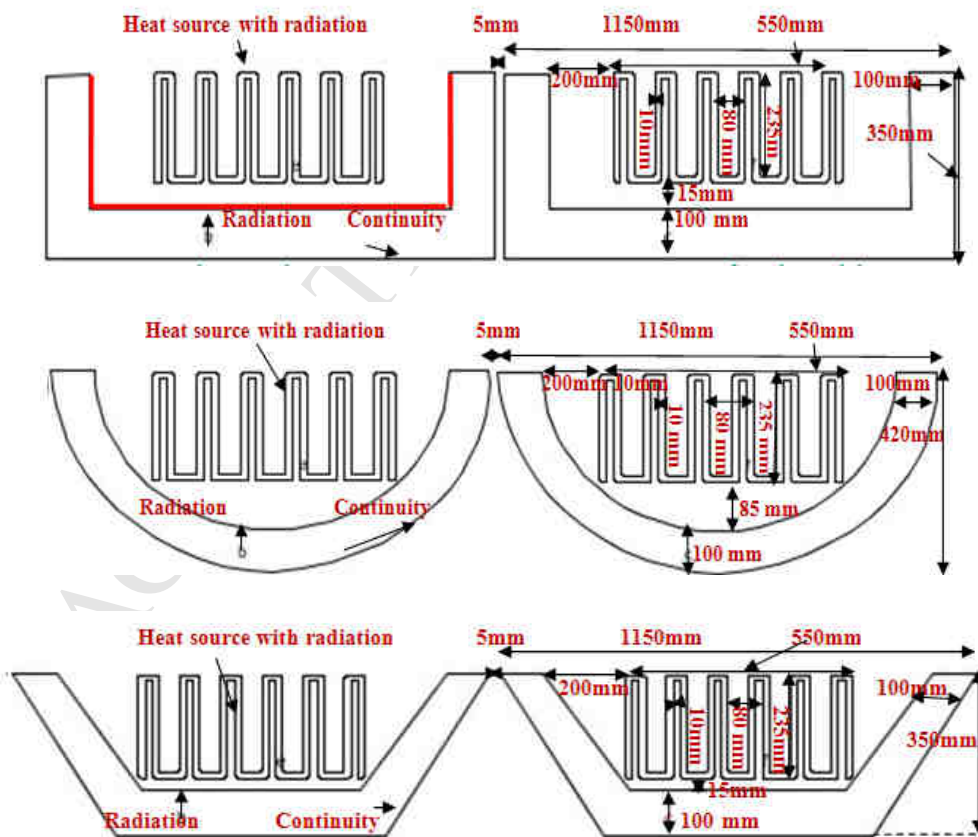 Heat source with radiation
5mm
1150mm
550mm
200mm
100mm
10mm
80 mm
235m
350mm
15mm
Radiation
Continuity
100 mm
Heat source with radiation
5mm
1150mm
550mm
200mm
10mm
100mm
10 mm
80 mm
235 mm
420mm
Radiation
Continuity
85 mm
100 mm
Heat source with radiation
5mm
1150mm
550mm
200mm
100mm
10mm
80 mm
235mm
350mm
15mm
Radiation
Continuity
100 mm